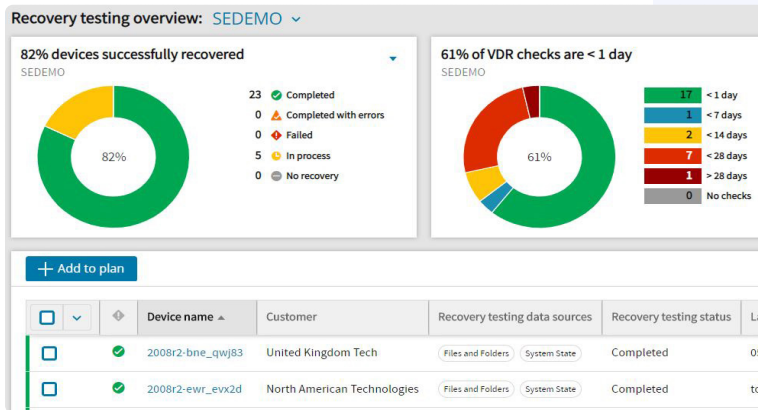 Recovery testing overview: SEDEMO
82% devices successfully recovered
SEDEMO
82%
23 Completed
0 Completed with errors
0 Failed
5 In process
0 No recovery
61% of VDR checks are < 1 day
SEDEMO
61%
17 < 1 day
1 < 7 days
2 < 14 days
7 < 28 days
1 > 28 days
0 No checks
+ Add to plan
Device name Customer Recovery testing data sources Recovery testing status
2008r2-bne_qwj83 United Kingdom Tech Files and Folders System State Completed
2008r2-ewr_evx2d North American Technologies Files and Folders System State Completed